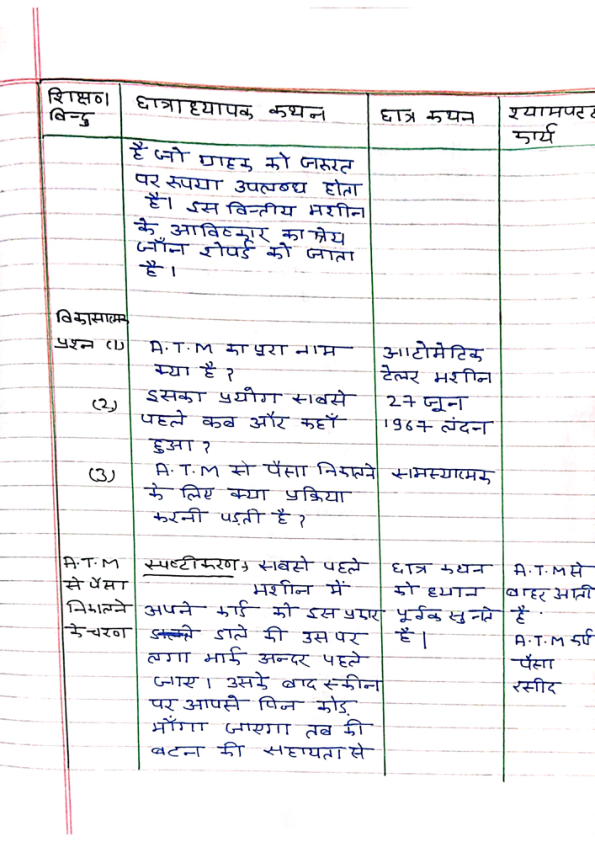 शिक्षण
बिन्दु
छात्राध्यापक कथन
छात्र कथन
श्यामपट्ट
कार्य
है जो ग्राहक को जरूरत
पर रूपया उपलब्ध होता
है। इस वित्तीय मशीन
के आविष्कार का श्रेय
जॉन शेपर्ड को जाता
है।
विकासात्मक
प्रश्न (1)
A.T.M का पूरा नाम
क्या है ?
आटोमेटिक
टेलर मशीन
(2)
इसका प्रयोग सबसे
पहले कब और कहाँ
हुआ ?
27 जून
1967 लंदन
(3)
A.T.M से पैसा निकालने
के लिए क्या प्रक्रिया
करनी पड़ती है ?
समस्यात्मक
A.T.M
से पैसा
निकालने
के चरण
स्पष्टीकरण; सबसे पहले
मशीन में
अपने कार्ड को इस प्रकार
डाले की उस पर
लगा मार्क अन्दर पहले
जाए। उसके बाद स्क्रीन
पर आपसे पिन कोड
माँगा जाएगा तब की
बटन की सहायता से
छात्र कथन
को ध्यान
पूर्वक सुनते
हैं|
A.T.M से
बाहर आती
है
A.T.M कार्ड
पैसा
रसीद